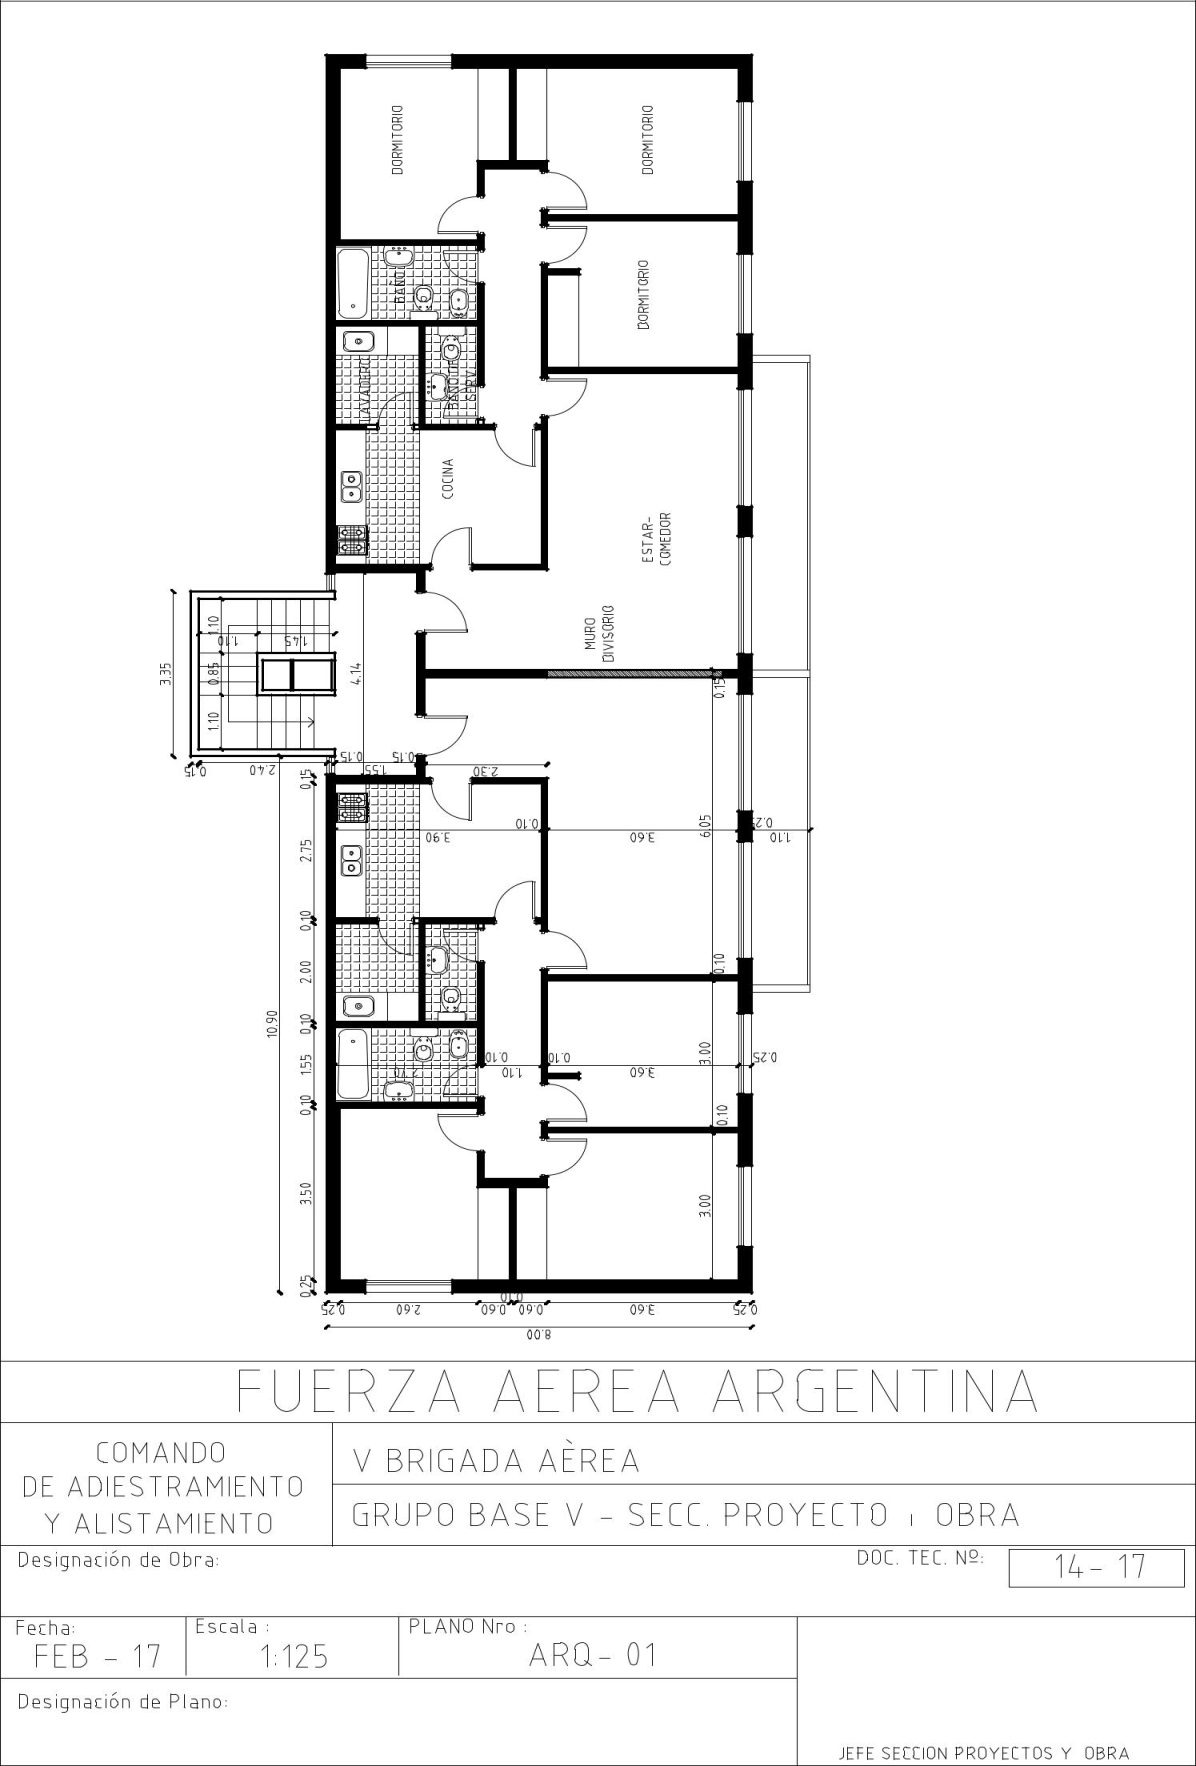 DORMITORIO
DORMITORIO
BAÑO
DORMITORIO
LAVADERO
BAÑO DE
SERV.
COCINA
ESTAR-
COMEDOR
MURO
DIVISORIO
3.35
1.10
0.85
1.10
1.10
1.45
4.14
0.15
2.40
0.15
0.15
1.55
2.30
0.15
0.15
2.75
3.90
0.10
3.60
6.05
0.25
1.10
0.10
2.00
0.10
0.10
10.90
1.55
2.70
0.10
1.10
0.10
3.60
3.00
0.25
0.10
0.10
3.50
3.00
0.25
0.25
2.60
0.60
0.10
0.60
3.60
0.25
8.00
FUERZA AEREA ARGENTINA
COMANDO
DE ADIESTRAMIENTO
Y ALISTAMIENTO
V BRIGADA AÈREA
GRUPO BASE V - SECC. PROYECTO ı OBRA
Designación de Obra:
DOC. TEC. Nº:
14- 17
Fecha:
FEB - 17
Escala :
1:125
PLANO Nro :
ARQ- 01
Designación de Plano:
JEFE SECCION PROYECTOS Y OBRA